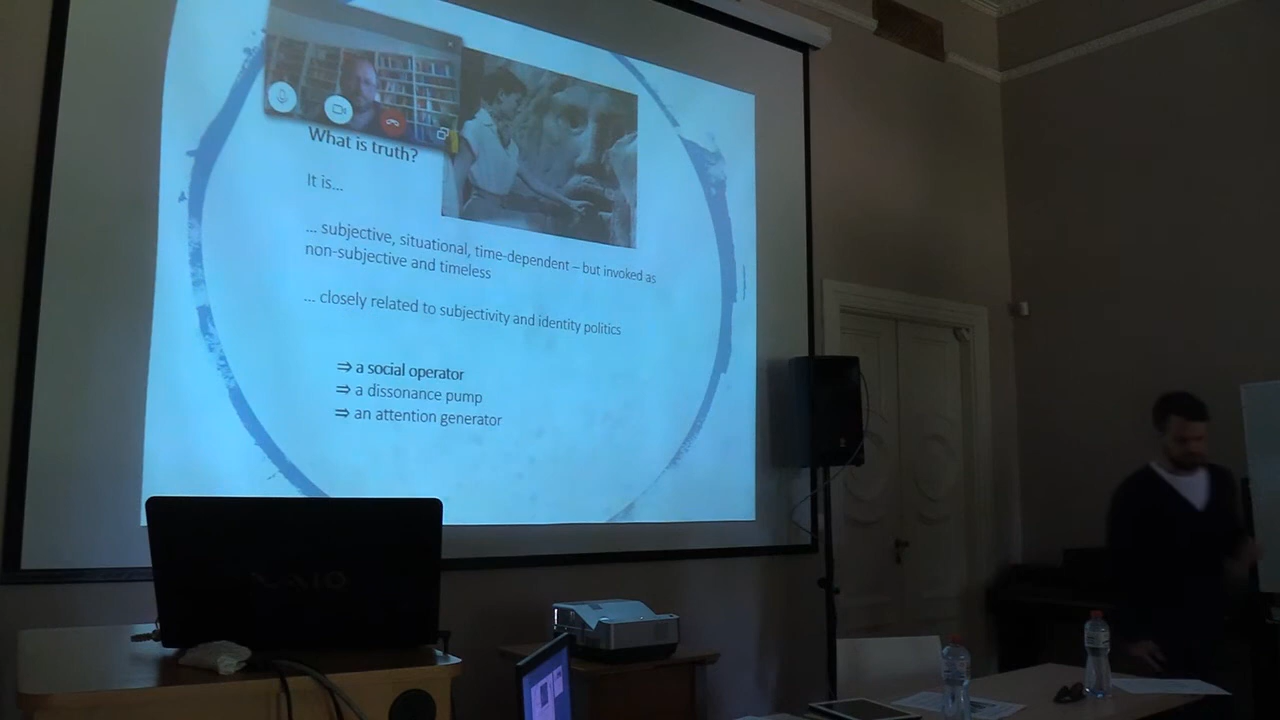 What is truth?
It is...
... subjective, situational, time-dependent – but invoked as
non-subjective and timeless
... closely related to subjectivity and identity politics
⇒ a social operator
⇒ a dissonance pump
⇒ an attention generator
VAIO